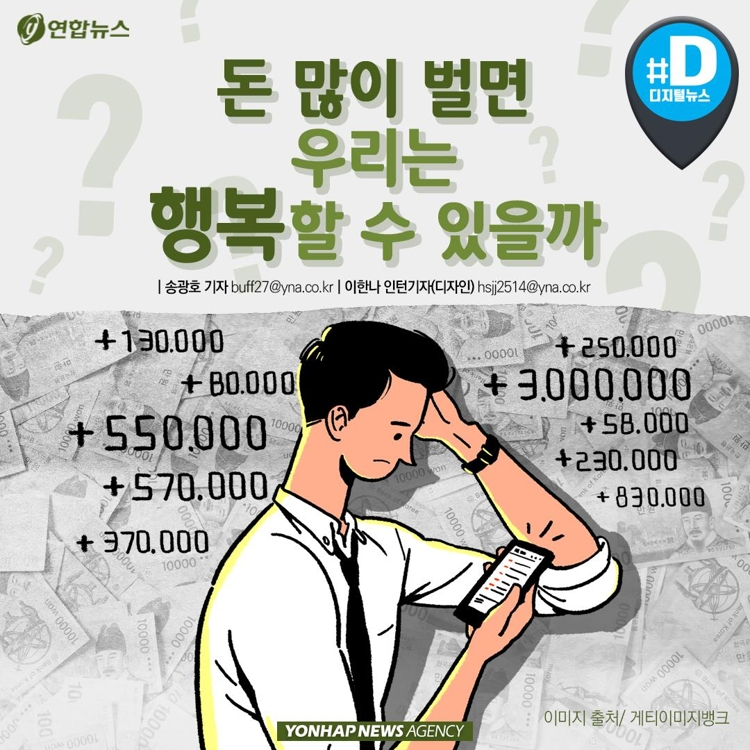 연합뉴스
#D
디지털뉴스
돈 많이 벌면
우리는
행복할 수 있을까
| 송광호 기자 buff27@yna.co.kr | 이한나 인턴기자(디자인) hsjj2514@yna.co.kr
+130.000
+80.000
+550.000
+570.000
+370.000
+250.000
+3.000.000
+58.000
+230.000
+830.000
이미지 출처/ 게티이미지뱅크
YONHAP NEWS AGENCY